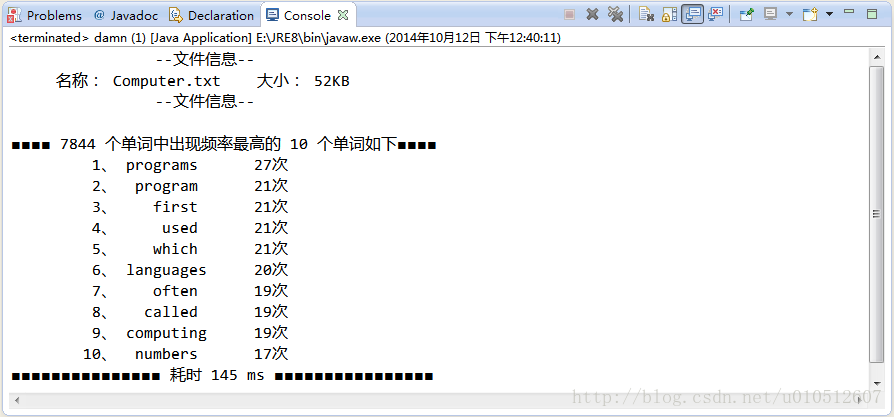 Problems @ Javadoc Declaration Console
<terminated> damn (1) [Java Application] E:\JRE8\bin\javaw.exe (2014年10月12日 下午12:40:11)
--文件信息--
名称： Computer.txt 大小： 52KB
--文件信息--
■■■■ 7844 个单词中出现频率最高的 10 个单词如下■■■■
1、 programs 27次
2、 program 21次
3、 first 21次
4、 used 21次
5、 which 21次
6、 languages 20次
7、 often 19次
8、 called 19次
9、 computing 19次
10、 numbers 17次
■■■■■■■■■■■■■■■ 耗时 145 ms ■■■■■■■■■■■■■■■■
http://blog.csdn.net/u010512607